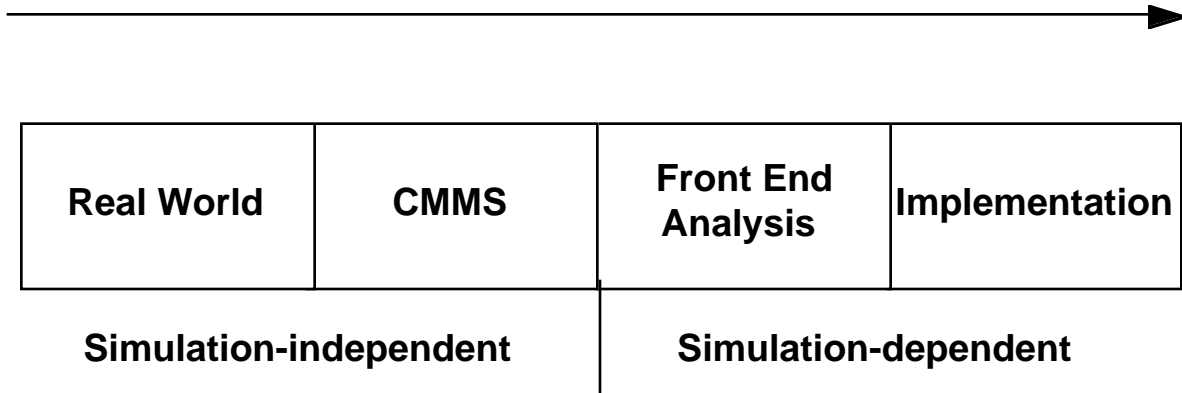 Real World
CMMS
Front End
Analysis
Implementation
Simulation-independent
Simulation-dependent